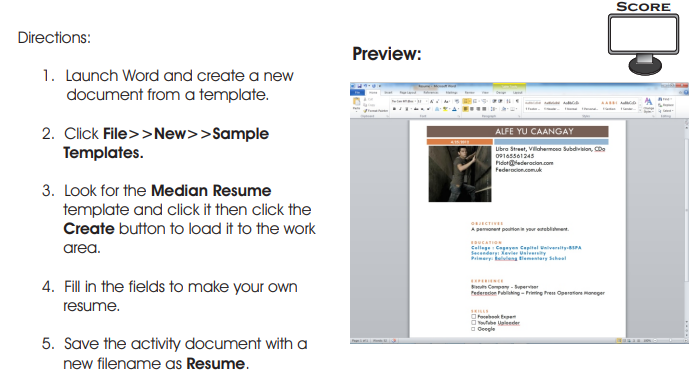 SCORE
Directions:
1. Launch Word and create a new
document from a template.
2. Click File>>New>>Sample
Templates.
3. Look for the Median Resume
template and click it then click the
Create button to load it to the work
area.
4. Fill in the fields to make your own
resume.
5. Save the activity document with a
new filename as Resume.
Preview:
ALFE YU CAANGAY
Libra Street, Villahermosa Subdivision, CDo
09165561245
Pidot@federacion.com
Federacion.com.uk
OBJECTIVES
A permanent position in your establishment.
EDUCATION
College : Cagayan Capitol University-BSPA
Secondary: Xavier University
Primary: Balulang Elementary School
EXPERIENCE
Biscuits Company - Supervisor
Federacion Publishing – Printing Press Operations Manager
SKILLS
Facebook Expert
YouTube Uploader
Google